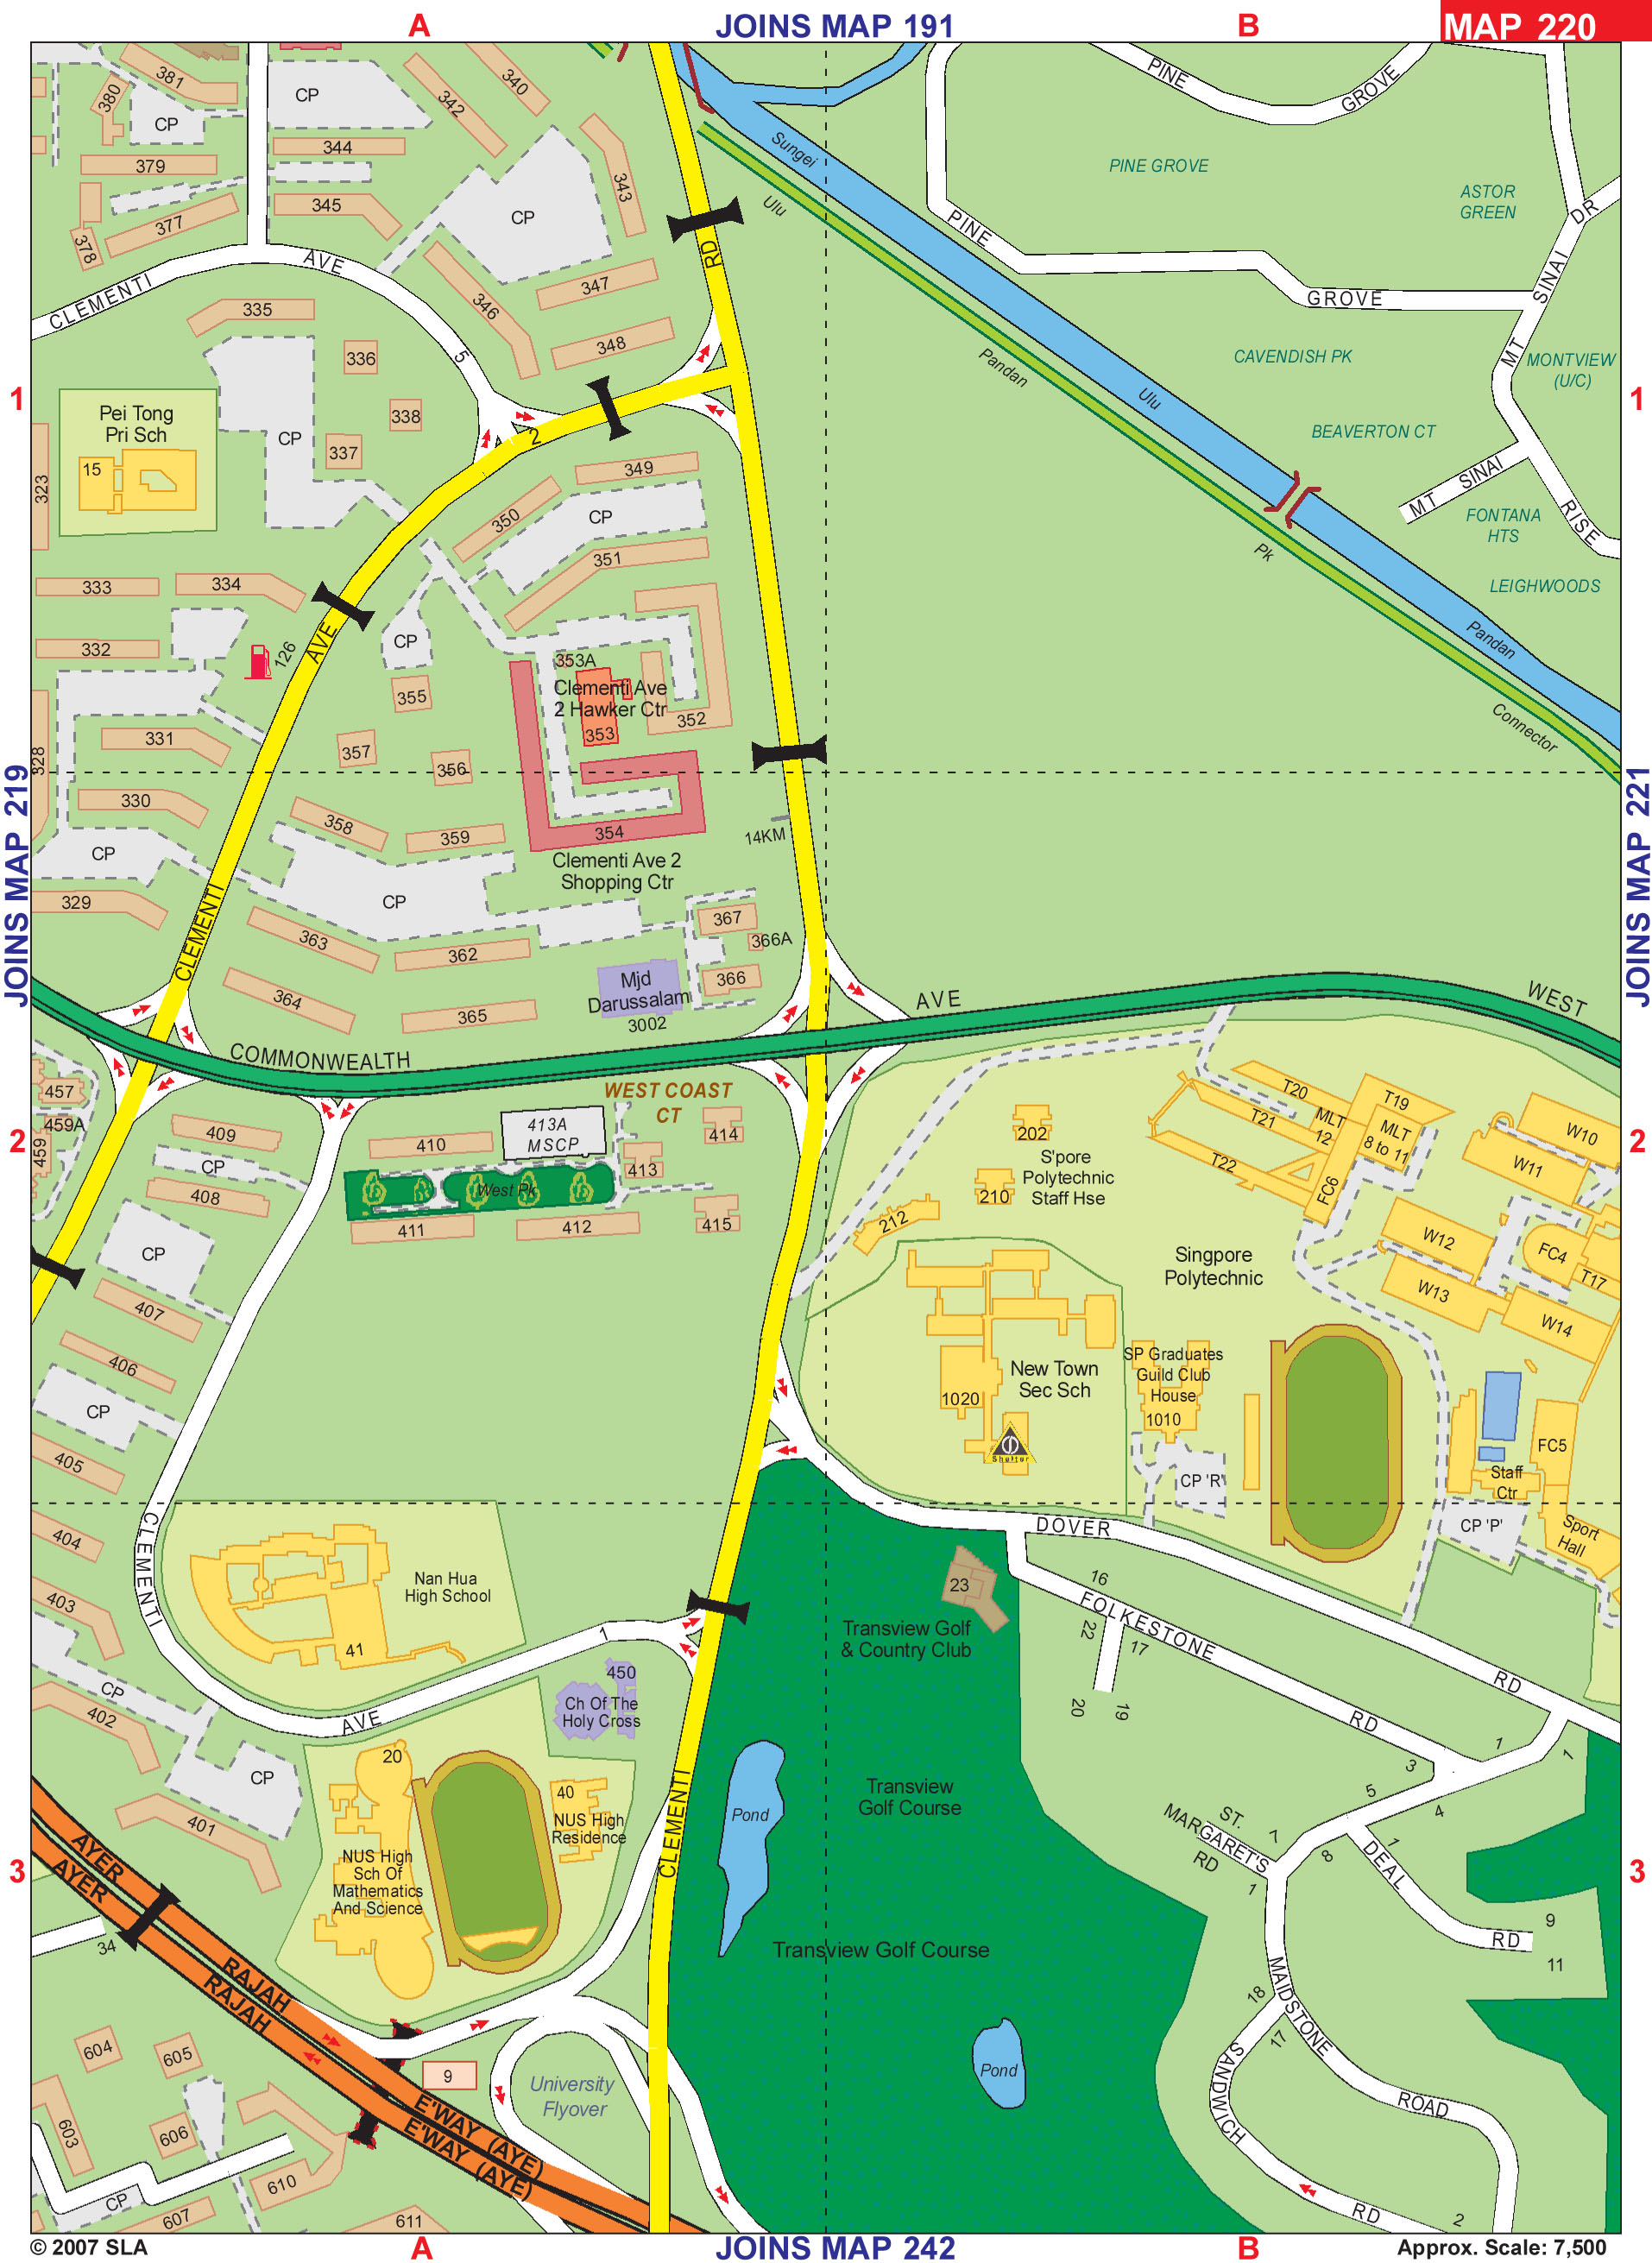 A
JOINS MAP 191
B
MAP 220
381
380
CP
CP
342
340
344
379
345
343
377
378
CP
RD
Sungei
Ulu
PINE
GROVE
PINE GROVE
ASTOR
GREEN
DR
PINE
SINAI
GROVE
MT
CLEMENTI
AVE
5
335
346
347
348
336
338
337
CP
2
1
1
Pei Tong
Pri Sch
15
323
349
350
CP
351
Pandan
Ulu
CAVENDISH PK
MONTVIEW
(U/C)
BEAVERTON CT
MT SINAI
RISE
FONTANA
HTS
Pk
LEIGHWOODS
Pandan
Connector
333
334
332
126
AVE
CP
355
353A
Clementi Ave
2 Hawker Ctr
353
352
331
357
356
328
330
358
359
354
14KM
Clementi Ave 2
Shopping Ctr
CP
CP
329
363
362
367
366A
366
Mjd
Darussalam
3002
364
365
CLEMENTI
JOINS MAP 219
JOINS MAP 221
COMMONWEALTH
AVE
WEST
WEST COAST
CT
457
459A
459
409
410
413A
MSCP
414
413
CP
408
West Pk
411
412
415
CP
407
406
CP
405
404
403
2
2
202
S'pore
Polytechnic
Staff Hse
210
212
T20
T21
T22
MLT
12
T19
MLT
8 to 11
FC6
W10
W11
W12
W13
W14
FC4
T17
Singpore
Polytechnic
New Town
Sec Sch
1020
Shelter
SP Graduates
Guild Club
House
1010
CP 'R'
FC5
Staff
Ctr
CP 'P'
Sport
Hall
CLEMENTI
Nan Hua
High School
41
1
AVE
CP
402
CP
401
450
Ch Of The
Holy Cross
20
40
NUS High
Residence
NUS High
Sch Of
Mathematics
And Science
CLEMENTI
DOVER
RD
23
Transview Golf
& Country Club
16
FOLKESTONE
RD
22
17
20
19
1
1
3
5
4
Transview
Golf Course
Pond
Transview Golf Course
Pond
ST.
MARGARET'S
RD
7
8
1
1
DEAL
RD
9
11
18
17
MAIDSTONE
ROAD
SANDWICH
RD
2
3
3
AYER
AYER
RAJAH
RAJAH
E'WAY (AYE)
E'WAY (AYE)
34
9
University
Flyover
604
605
603
606
610
CP
607
611
© 2007 SLA
A
JOINS MAP 242
B
Approx. Scale: 7,500